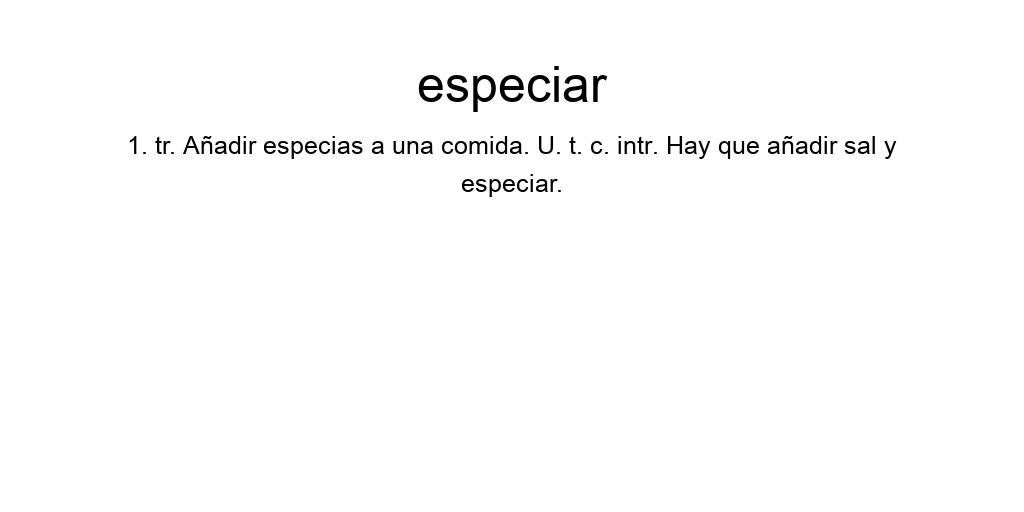 especiar
1. tr. Añadir especias a una comida. U. t. c. intr. Hay que añadir sal y
especiar.